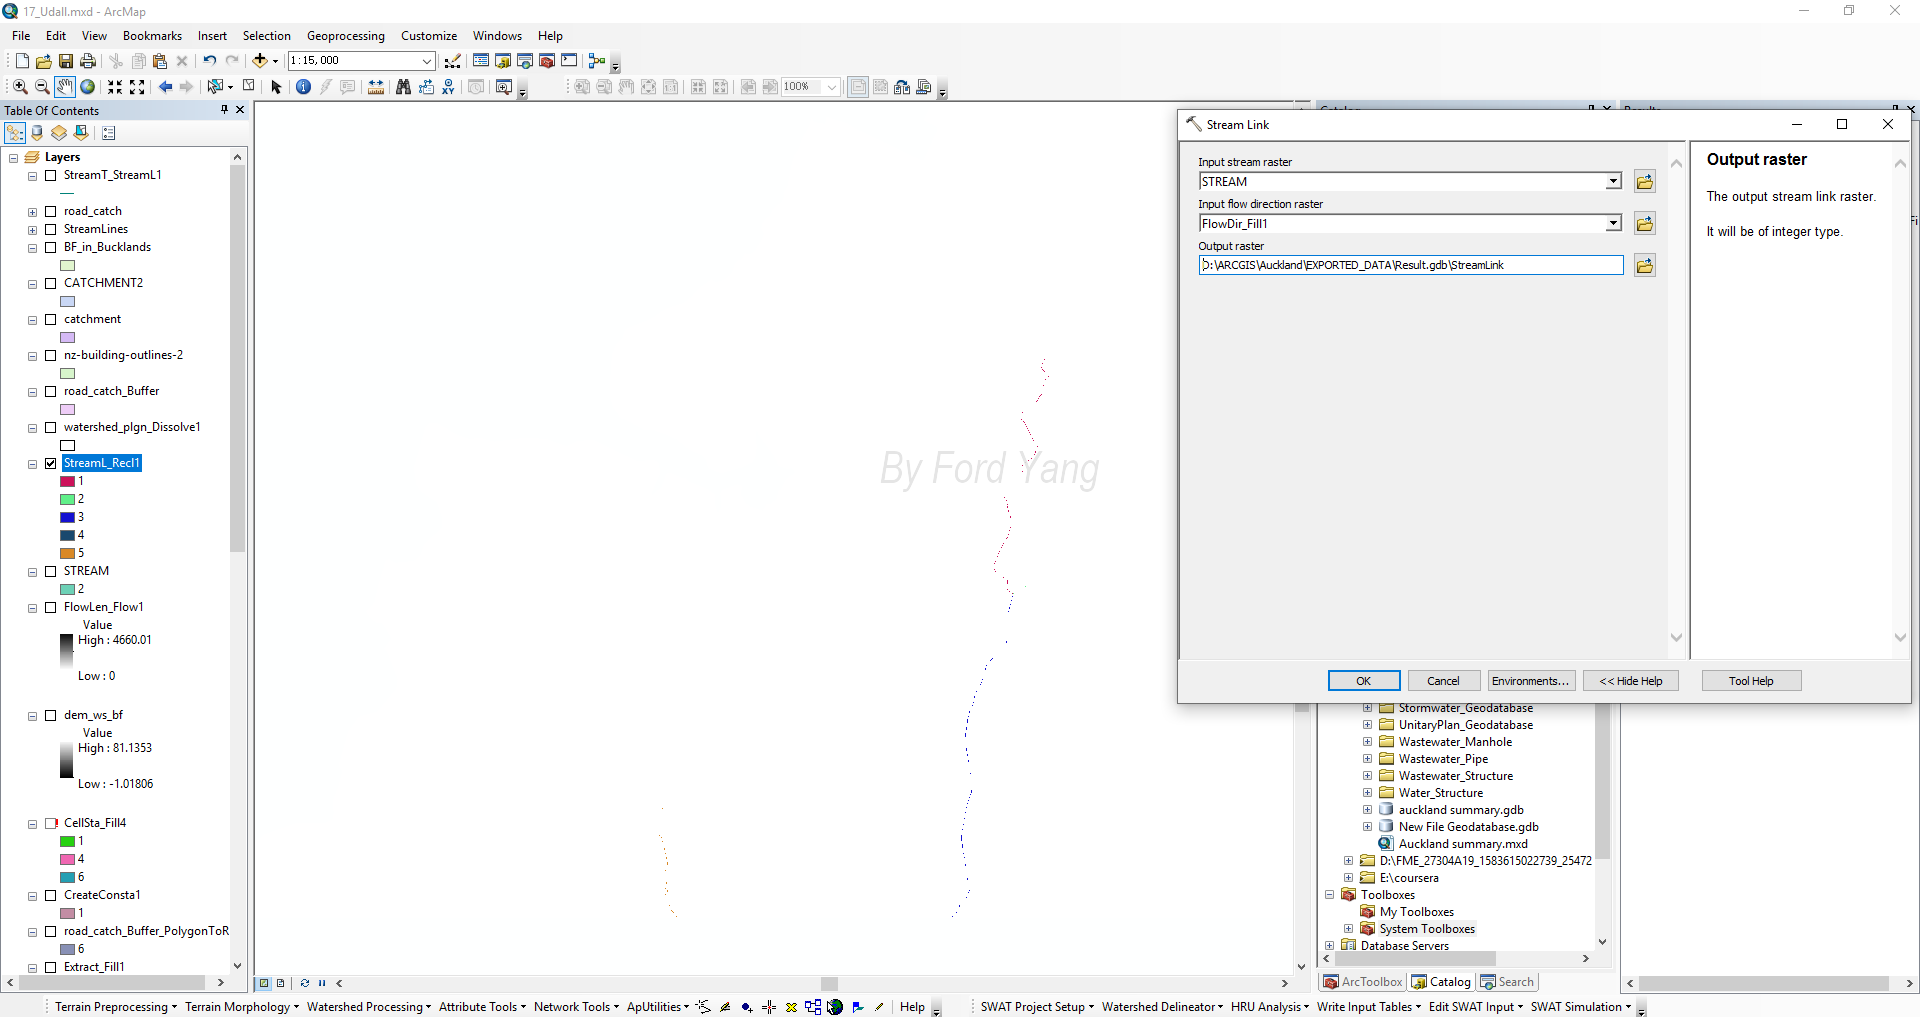 17_Udall.mxd - ArcMap
File Edit View Bookmarks Insert Selection Geoprocessing Customize Windows Help
1:15,000
100%
Table Of Contents
Layers
StreamT_StreamL1
road_catch
StreamLines
BF_in_Bucklands
CATCHMENT2
catchment
nz-building-outlines-2
road_catch_Buffer
watershed_plgn_Dissolve1
StreamL_Recl1
1
2
3
4
5
STREAM
2
FlowLen_Flow1
Value
High : 4660.01
Low : 0
dem_ws_bf
Value
High : 81.1353
Low : -1.01806
CellSta_Fill4
1
4
6
CreateConsta1
1
road_catch_Buffer_PolygonToR
6
Extract_Fill1
By Ford Yang
Stream Link
Input stream raster
STREAM
Input flow direction raster
FlowDir_Fill1
Output raster
D:\ARCGIS\Auckland\EXPORTED_DATA\Result.gdb\StreamLink
OK Cancel Environments... << Hide Help Tool Help
Output raster
The output stream link raster.
It will be of integer type.
Stormwater_Geodatabase
UnitaryPlan_Geodatabase
Wastewater_Manhole
Wastewater_Pipe
Wastewater_Structure
Water_Structure
auckland summary.gdb
New File Geodatabase.gdb
Auckland summary.mxd
D:\FME_27304A19_1583615022739_25472
E:\coursera
Toolboxes
My Toolboxes
System Toolboxes
Database Servers
ArcToolbox Catalog Search
Terrain Preprocessing Terrain Morphology Watershed Processing Attribute Tools Network Tools ApUtilities Help SWAT Project Setup Watershed Delineator HRU Analysis Write Input Tables Edit SWAT Input SWAT Simulation